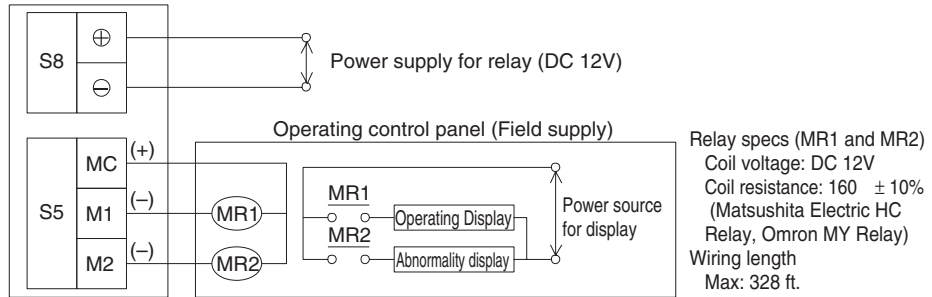 S8
⊕
⊖
Power supply for relay (DC 12V)
Operating control panel (Field supply)
S5
MC
(+)
M1
(–)
M2
(–)
MR1
MR2
MR1
MR2
Operating Display
Abnormality display
Power source
for display
Relay specs (MR1 and MR2)
Coil voltage: DC 12V
Coil resistance: 160 ± 10%
(Matsushita Electric HC
Relay, Omron MY Relay)
Wiring length
Max: 328 ft.